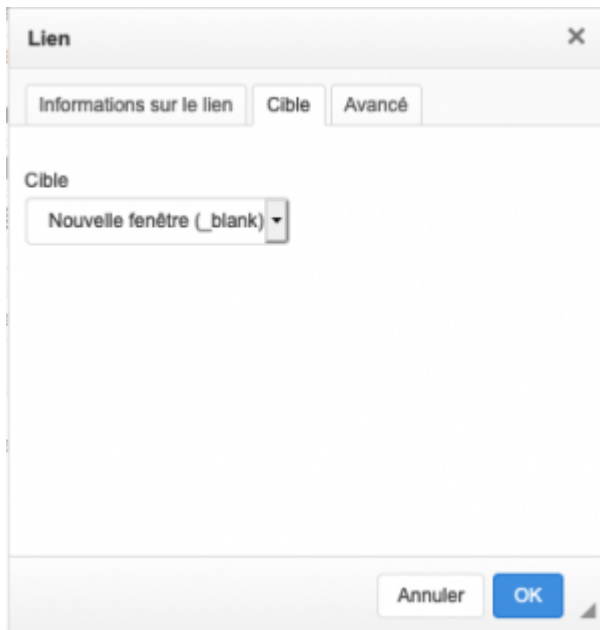 Lien
Informations sur le lien Cible Avancé
Cible
Nouvelle fenêtre (_blank)
Annuler OK